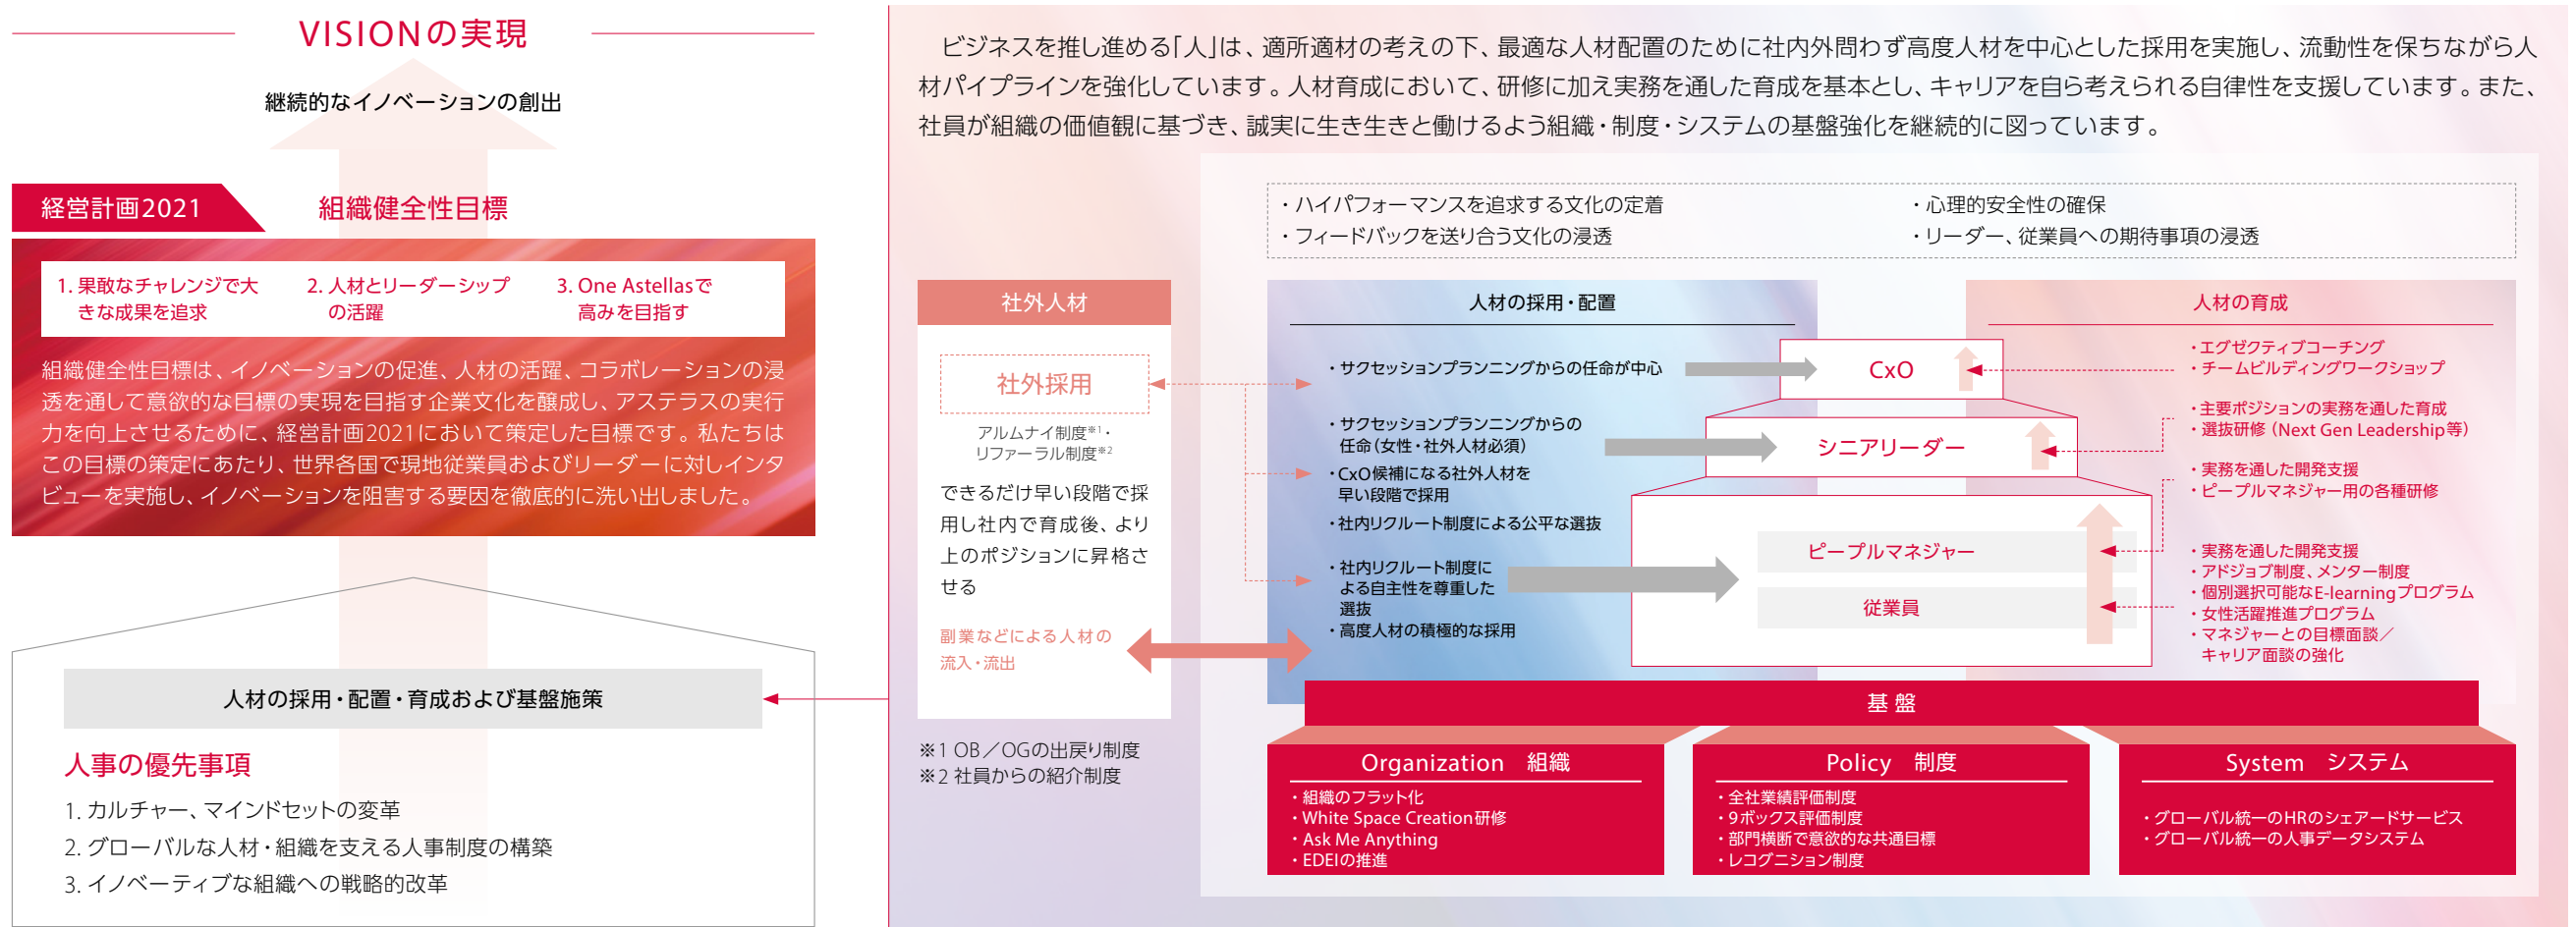 VISIONの実現
継続的なイノベーションの創出
経営計画2021
組織健全性目標
1. 果敢なチャレンジで大
きな成果を追求
2. 人材とリーダーシップ
の活躍
3. One Astellasで
高みを目指す
組織健全性目標は、イノベーションの促進、人材の活躍、コラボレーションの浸
透を通して意欲的な目標の実現を目指す企業文化を醸成し、アステラスの実行
力を向上させるために、経営計画2021において策定した目標です。私たちは
この目標の策定にあたり、世界各国で現地従業員およびリーダーに対しインタ
ビューを実施し、イノベーションを阻害する要因を徹底的に洗い出しました。
人材の採用・配置・育成および基盤施策
人事の優先事項
1. カルチャー、マインドセットの変革
2. グローバルな人材・組織を支える人事制度の構築
3. イノベーティブな組織への戦略的改革
ビジネスを推し進める「人」は、適所適材の考えの下、最適な人材配置のために社内外問わず高度人材を中心とした採用を実施し、流動性を保ちながら人
材パイプラインを強化しています。人材育成において、研修に加え実務を通した育成を基本とし、キャリアを自ら考えられる自律性を支援しています。また、
社員が組織の価値観に基づき、誠実に生き生きと働けるよう組織・制度・システムの基盤強化を継続的に図っています。
・ハイパフォーマンスを追求する文化の定着
・フィードバックを送り合う文化の浸透
・心理的安全性の確保
・リーダー、従業員への期待事項の浸透
社外人材
社外採用
アルムナイ制度※1・
リファーラル制度※2
できるだけ早い段階で採
用し社内で育成後、より
上のポジションに昇格さ
せる
副業などによる人材の
流入・流出
※1 OB／OGの出戻り制度
※2 社員からの紹介制度
人材の採用・配置
・サクセッションプランニングからの任命が中心
・サクセッションプランニングからの
任命（女性・社外人材必須）
・CxO候補になる社外人材を
早い段階で採用
・社内リクルート制度による公平な選抜
・社内リクルート制度に
よる自主性を尊重した
選抜
・高度人材の積極的な採用
CxO
シニアリーダー
ピープルマネジャー
従業員
人材の育成
・エグゼクティブコーチング
・チームビルディングワークショップ
・主要ポジションの実務を通した育成
・選抜研修（Next Gen Leadership等）
・実務を通した開発支援
・ピープルマネジャー用の各種研修
・実務を通した開発支援
・アドジョブ制度、メンター制度
・個別選択可能なE-learningプログラム
・女性活躍推進プログラム
・マネジャーとの目標面談／
キャリア面談の強化
基盤
Organization 組織
・組織のフラット化
・White Space Creation研修
・Ask Me Anything
・EDEIの推進
Policy 制度
・全社業績評価制度
・9ボックス評価制度
・部門横断で意欲的な共通目標
・レコグニション制度
System システム
・グローバル統一のHRのシェアードサービス
・グローバル統一の人事データシステム